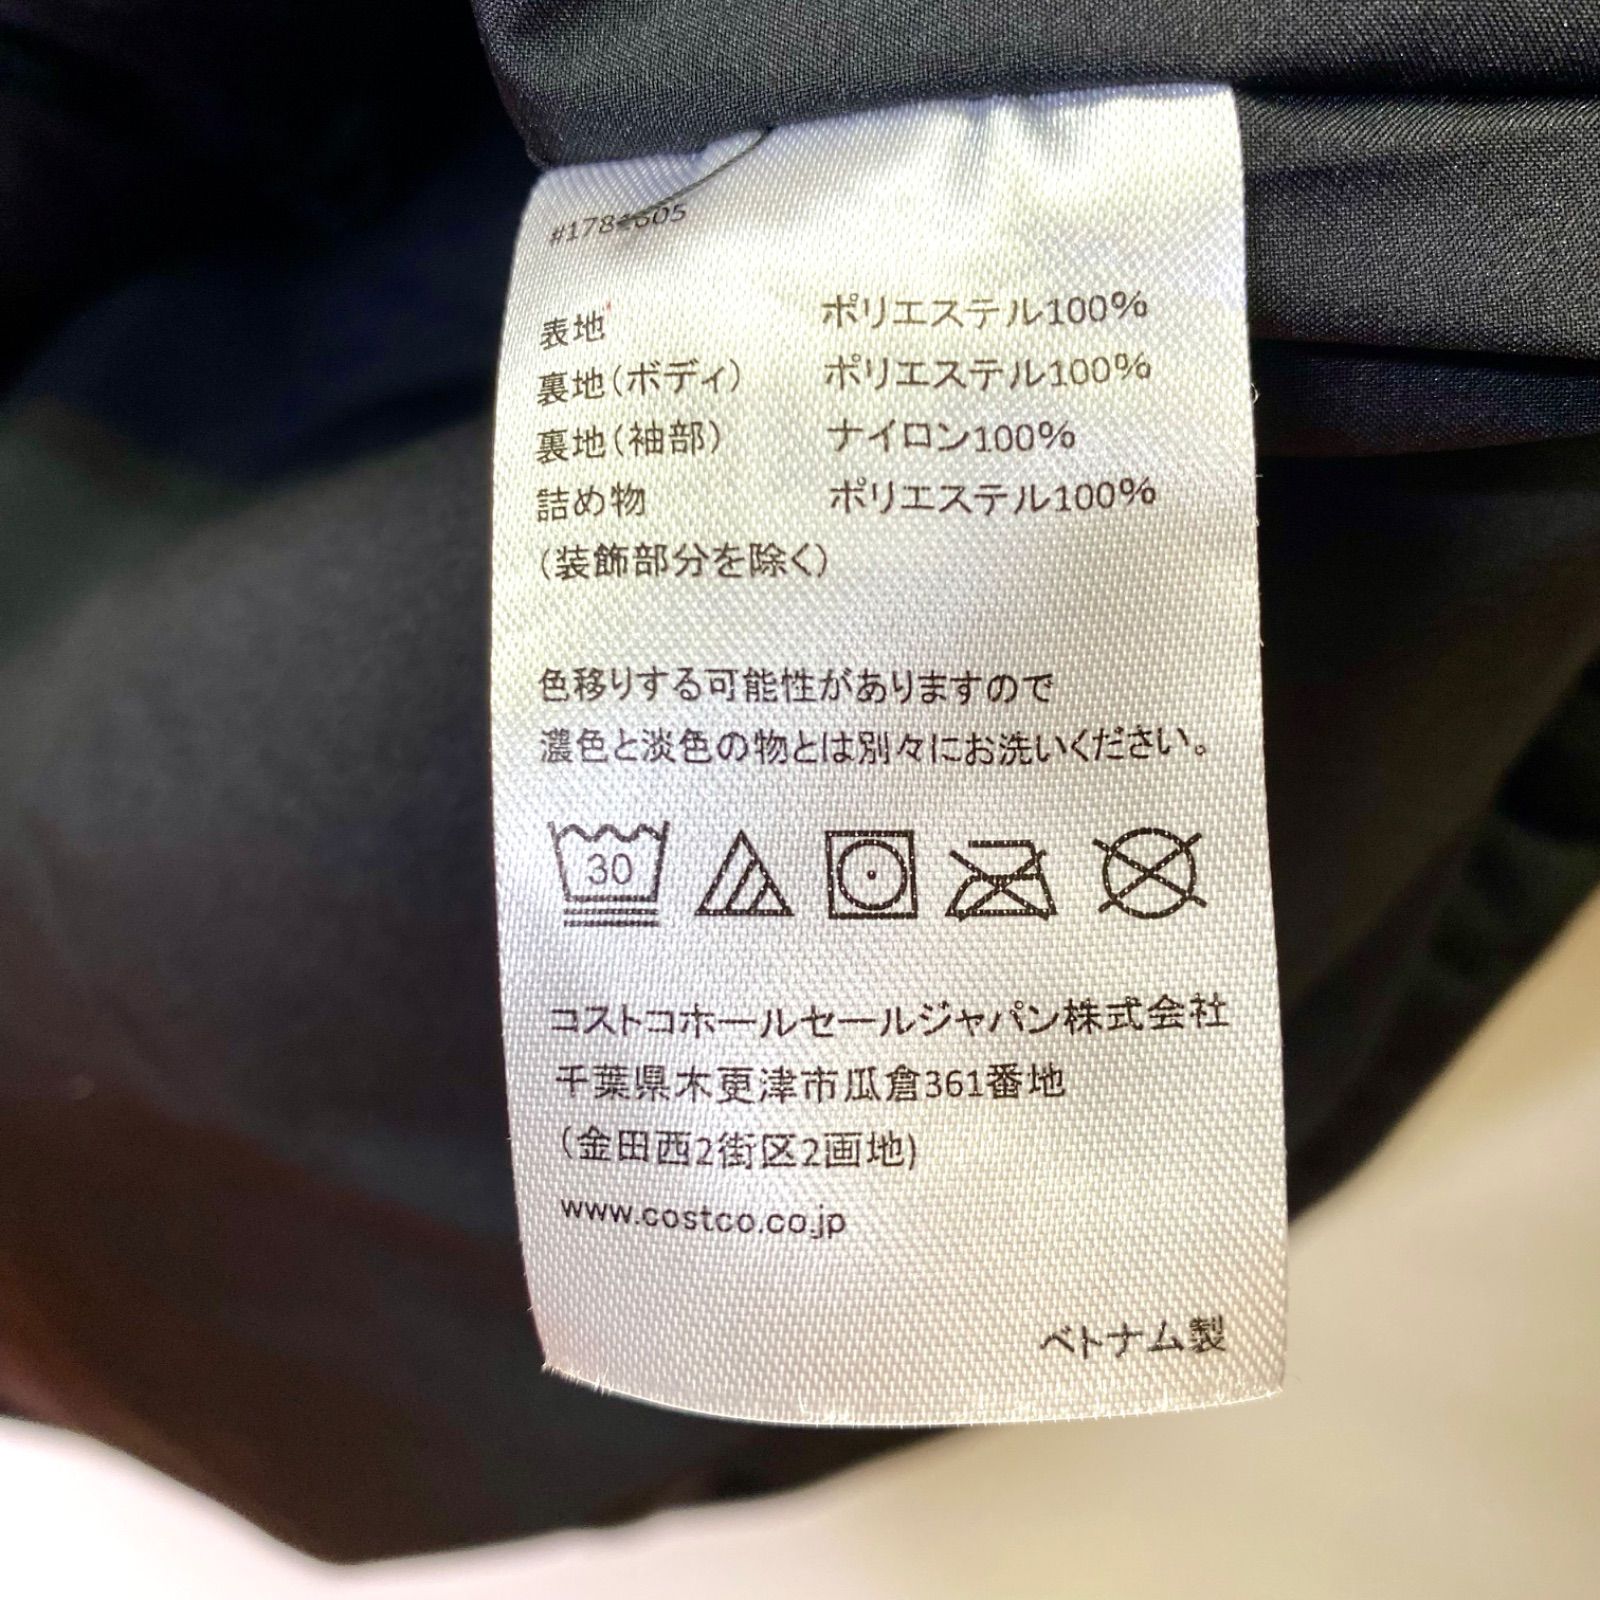 表地 ポリエステル100%
裏地(ボディ) ポリエステル100%
裏地(袖部) ナイロン100%
詰め物 ポリエステル100%
(装飾部分を除く)
色移りする可能性がありますので
濃色と淡色の物とは別々にお洗いください。
30
コストコホールセールジャパン株式会社
千葉県木更津市瓜倉361番地
(金田西2街区2画地)
www.costco.co.jp
ベトナム製